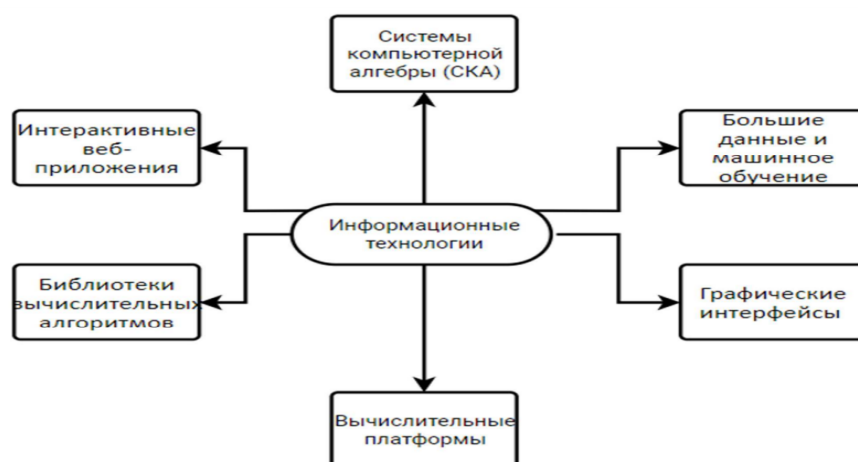 Системы
компьютерной
алгебры (СКА)
Интерактивные
веб-
приложения
Большие
данные и
машинное
обучение
Информационные
технологии
Библиотеки
вычислительных
алгоритмов
Графические
интерфейсы
Вычислительные
платформы